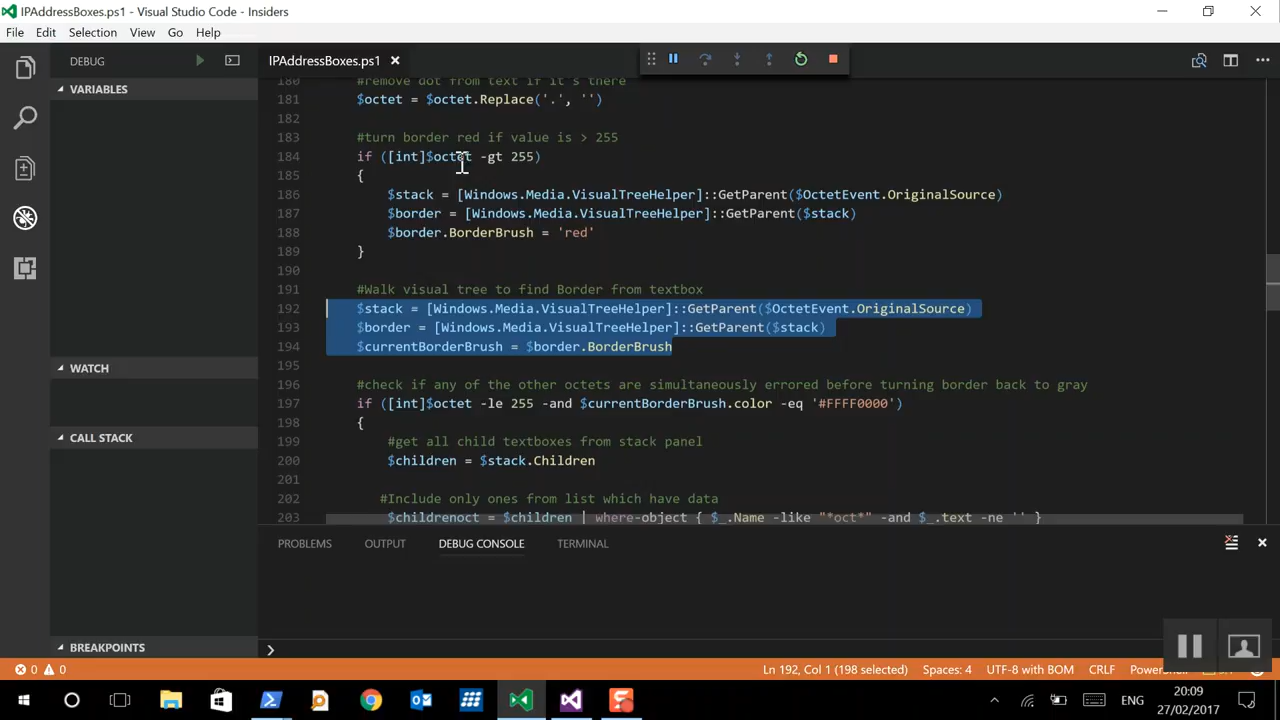 IPAddressBoxes.ps1 - Visual Studio Code - Insiders
File Edit Selection View Go Help
DEBUG
IPAddressBoxes.ps1
VARIABLES
180 #remove dot from text if it's there
181 $octet = $octet.Replace('.', '')
182
183 #turn border red if value is > 255
184 if ([int]$octet -gt 255)
185 {
186 $stack = [Windows.Media.VisualTreeHelper]::GetParent($OctetEvent.OriginalSource)
187 $border = [Windows.Media.VisualTreeHelper]::GetParent($stack)
188 $border.BorderBrush = 'red'
189 }
190
191 #Walk visual tree to find Border from textbox
192 $stack = [Windows.Media.VisualTreeHelper]::GetParent($OctetEvent.OriginalSource)
193 $border = [Windows.Media.VisualTreeHelper]::GetParent($stack)
194 $currentBorderBrush = $border.BorderBrush
195
196 #check if any of the other octets are simultaneously errored before turning border back to gray
197 if ([int]$octet -le 255 -and $currentBorderBrush.color -eq '#FFFF0000')
198 {
199 #get all child textboxes from stack panel
200 $children = $stack.Children
201
202 #Include only ones from list which have data
203 $childrenoct = $children | where-object { $_.Name -like "*oct*" -and $_.text -ne '' }
WATCH
CALL STACK
BREAKPOINTS
PROBLEMS OUTPUT DEBUG CONSOLE TERMINAL
>
0 0
Ln 192, Col 1 (198 selected) Spaces: 4 UTF-8 with BOM CRLF
ENG
20:09
27/02/2017